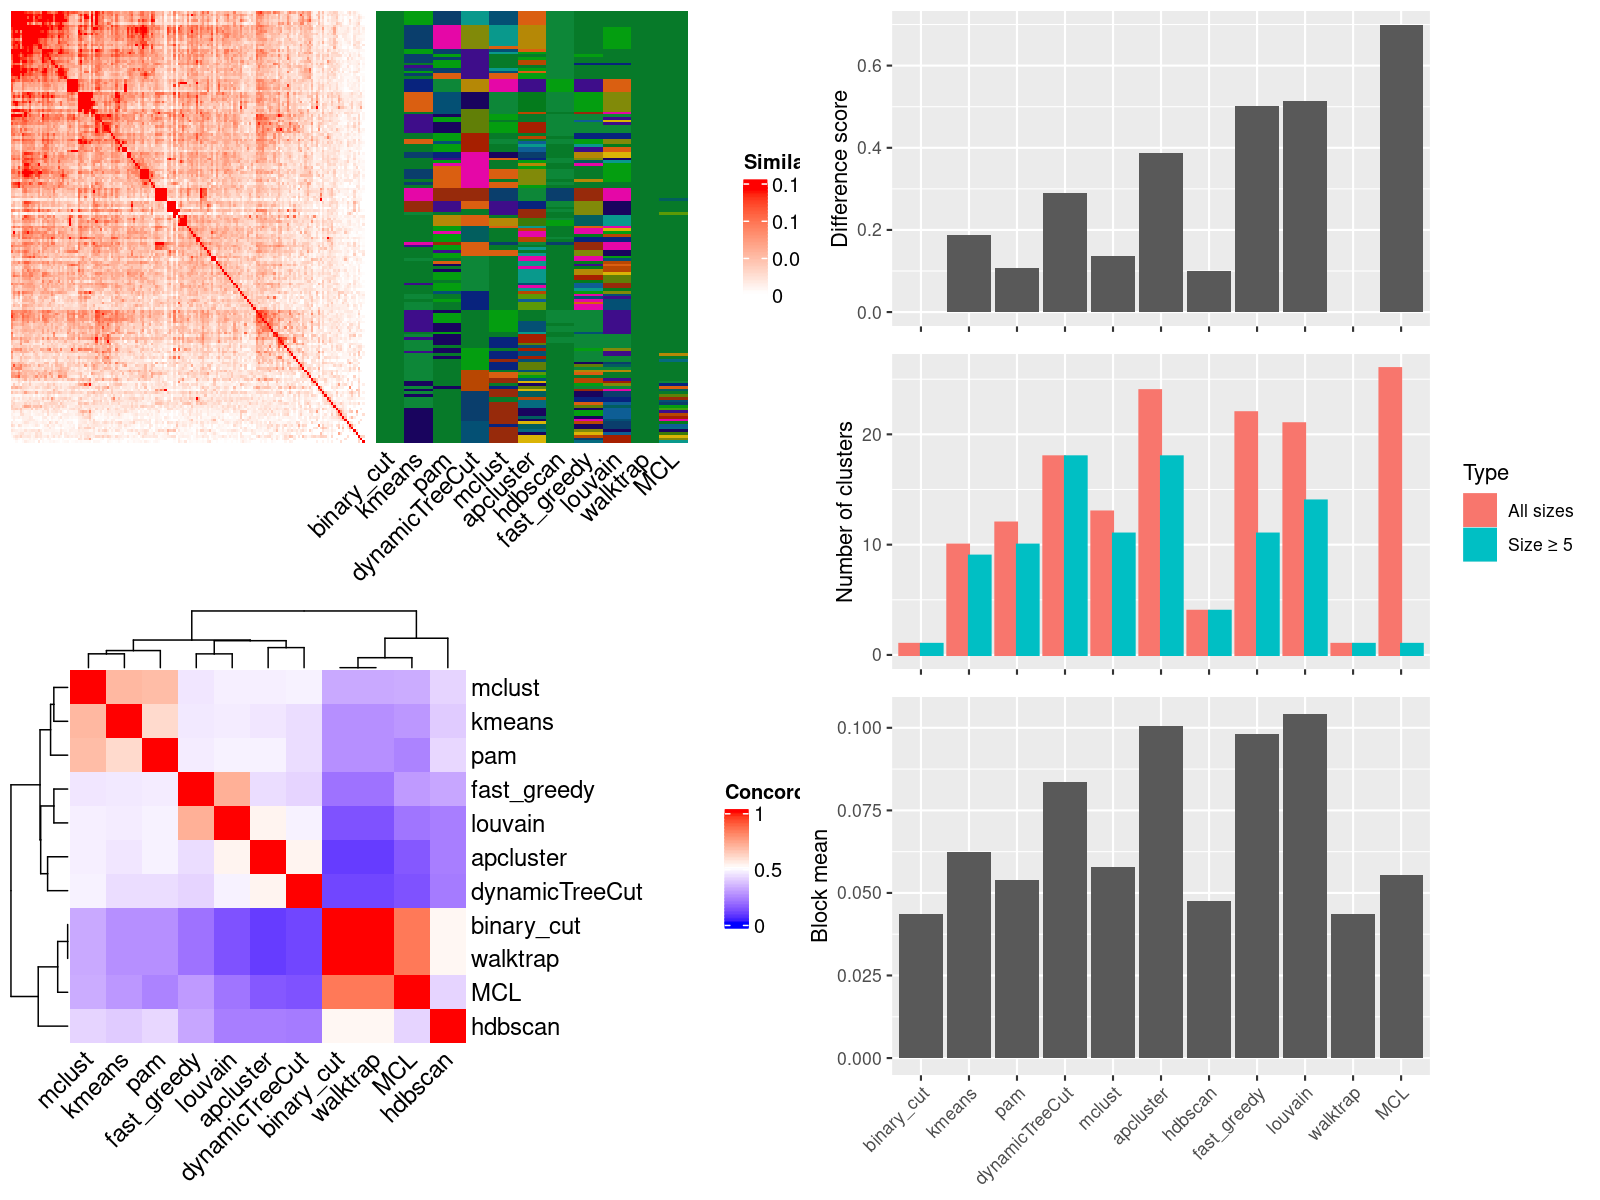 Simila
0.1
0.1
0.0
0
binary_cut
kmeans
pam
dynamicTreeCut
mclust
apcluster
hdbscan
fast_greedy
louvain
walktrap
MCL
mclust
kmeans
pam
fast_greedy
louvain
apcluster
dynamicTreeCut
binary_cut
walktrap
MCL
hdbscan
mclust
kmeans
pam
fast_greedy
louvain
apcluster
dynamicTreeCut
binary_cut
walktrap
MCL
hdbscan
Concord
1
0.5
0
Difference score
0.6
0.4
0.2
0.0
Number of clusters
20
10
0
Type
All sizes
Size ≥ 5
Block mean
0.100
0.075
0.050
0.025
0.000
binary_cut
kmeans
pam
dynamicTreeCut
mclust
apcluster
hdbscan
fast_greedy
louvain
walktrap
MCL